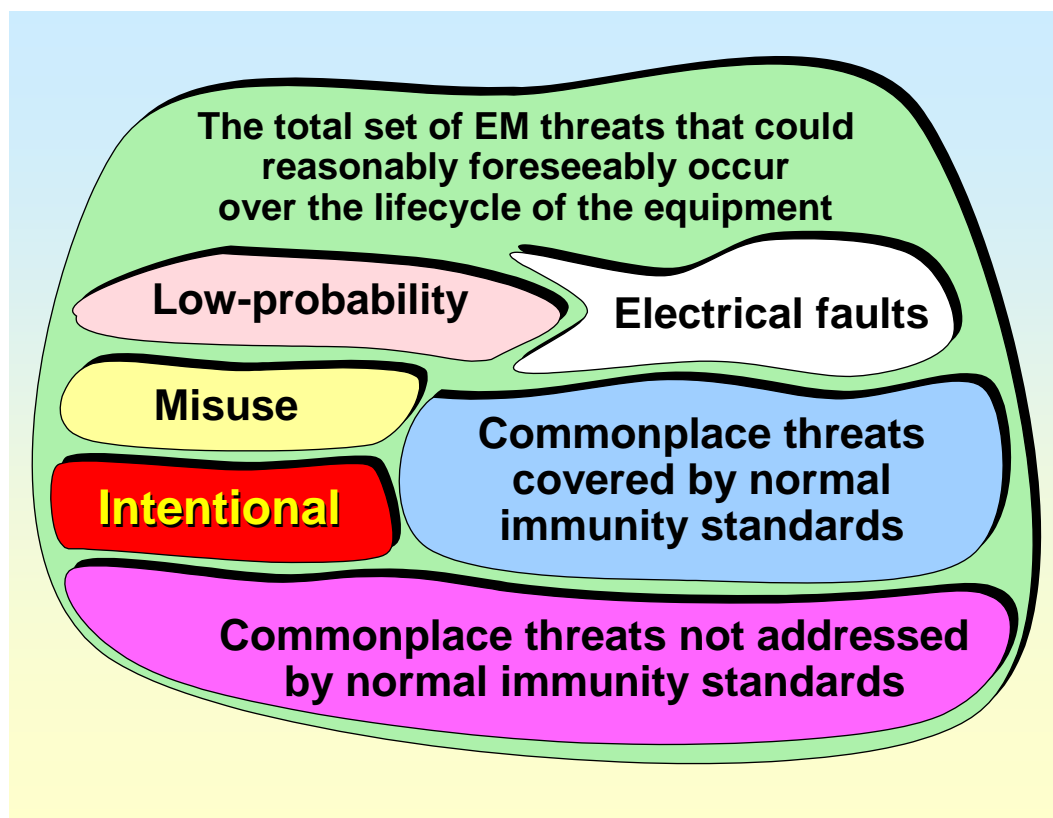 The total set of EM threats that could
reasonably foreseeably occur
over the lifecycle of the equipment
Low-probability
Electrical faults
Misuse
Commonplace threats
covered by normal
immunity standards
Intentional
Commonplace threats not addressed
by normal immunity standards